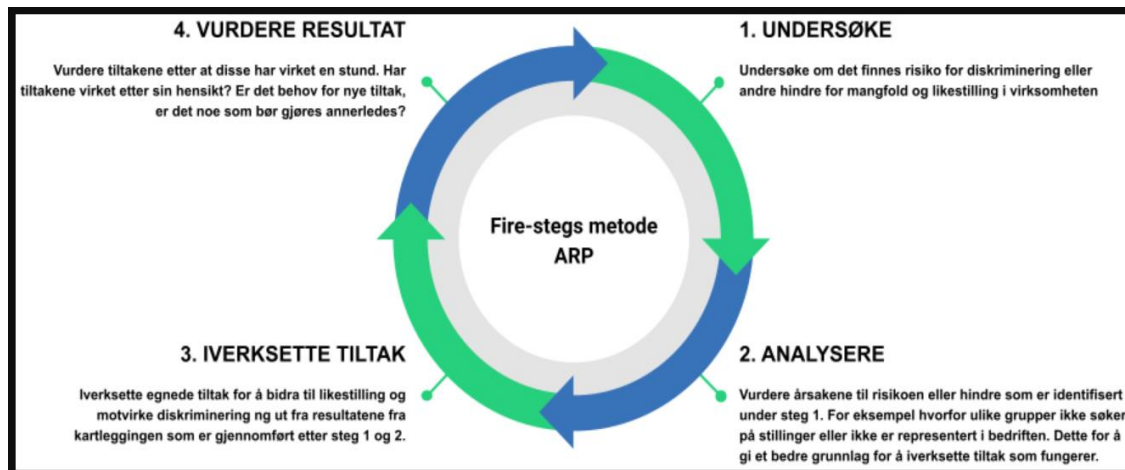 Fire-stegs metode
ARP
1. UNDERSØKE
Undersøke om det finnes risiko for diskriminering eller
andre hindre for mangfold og likestilling i virksomheten
2. ANALYSERE
Vurdere årsakene til risikoen eller hindre som er identifisert
under steg 1. For eksempel hvorfor ulike grupper ikke søker
på stillinger eller ikke er representert i bedriften. Dette for å
gi et bedre grunnlag for å iverksette tiltak som fungerer.
3. IVERKSETTE TILTAK
Iverksette egnede tiltak for å bidra til likestilling og
motvirke diskriminering ng ut fra resultatene fra
kartleggingen som er gjennomført etter steg 1 og 2.
4. VURDERE RESULTAT
Vurdere tiltakene etter at disse har virket en stund. Har
tiltakene virket etter sin hensikt? Er det behov for nye tiltak,
er det noe som bør gjøres annerledes?